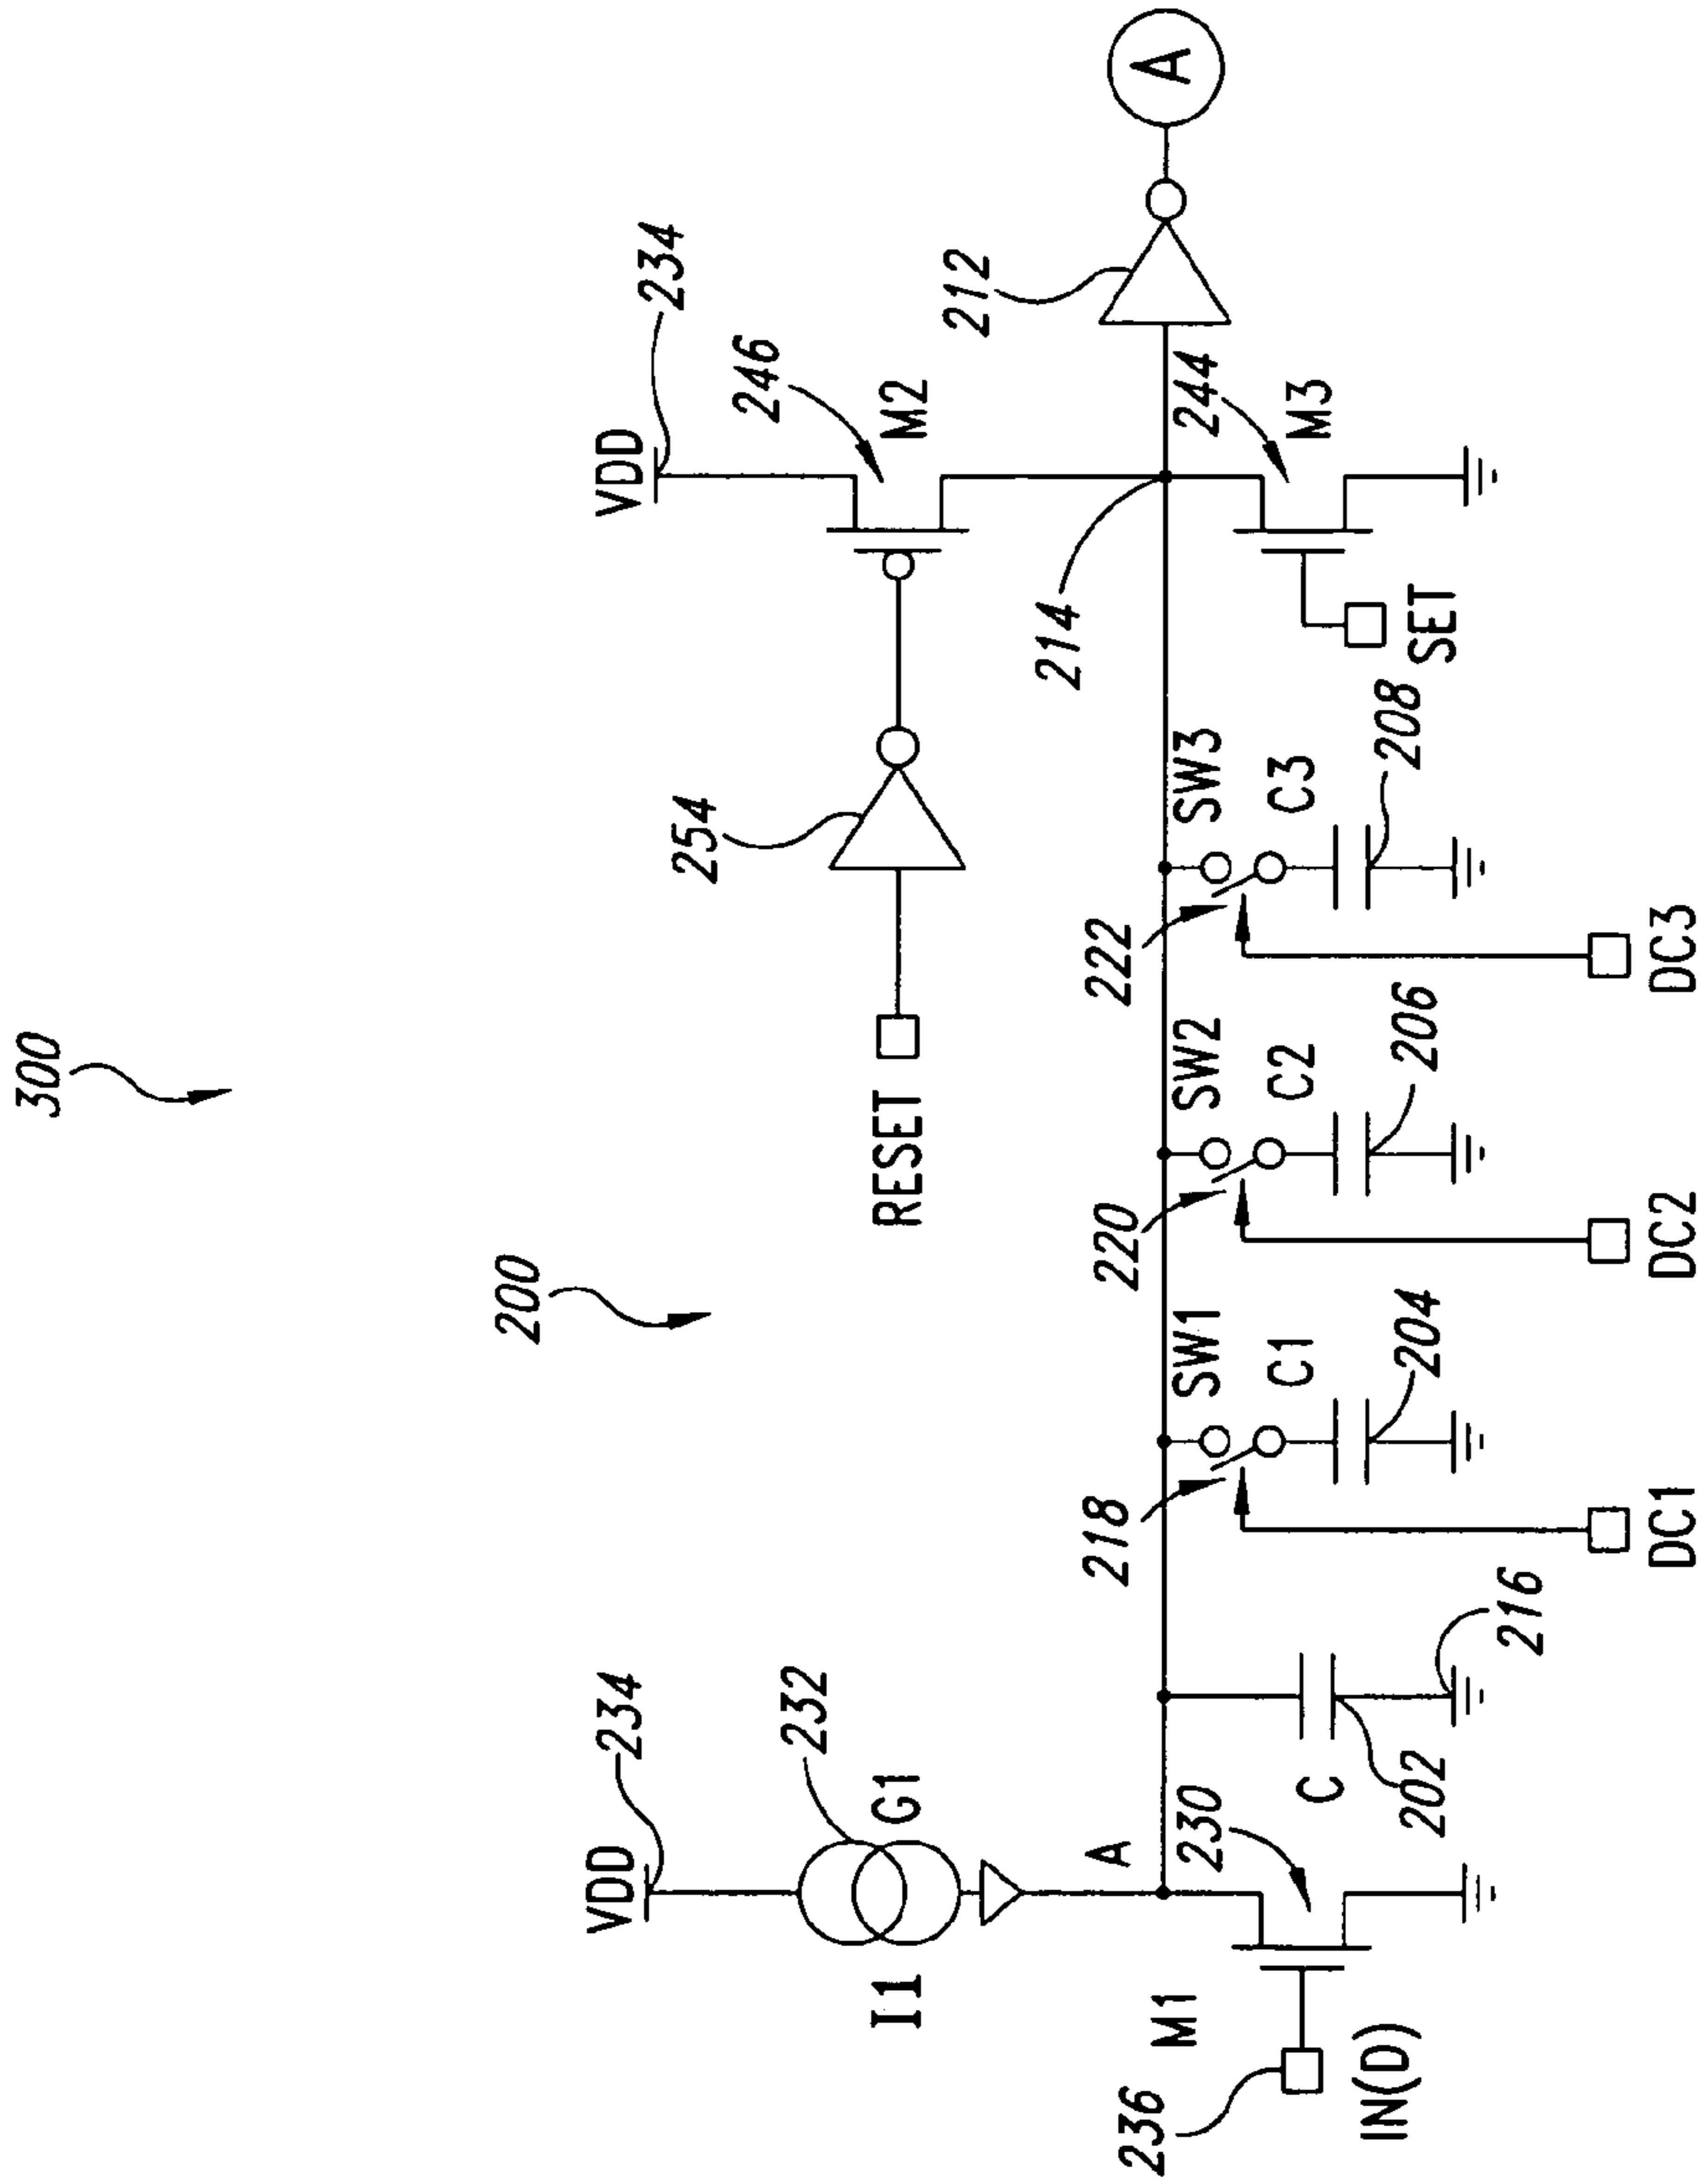 300
200
VDD
234
VDD
234
232
I1
G1
246
M2
254
RESET
212
A
A
214
244
M3
SET
218
SW1
C1
204
DC1
220
SW2
C2
206
DC2
222
SW3
C3
208
DC3
230
M1
236
IN(D)
C
202
216